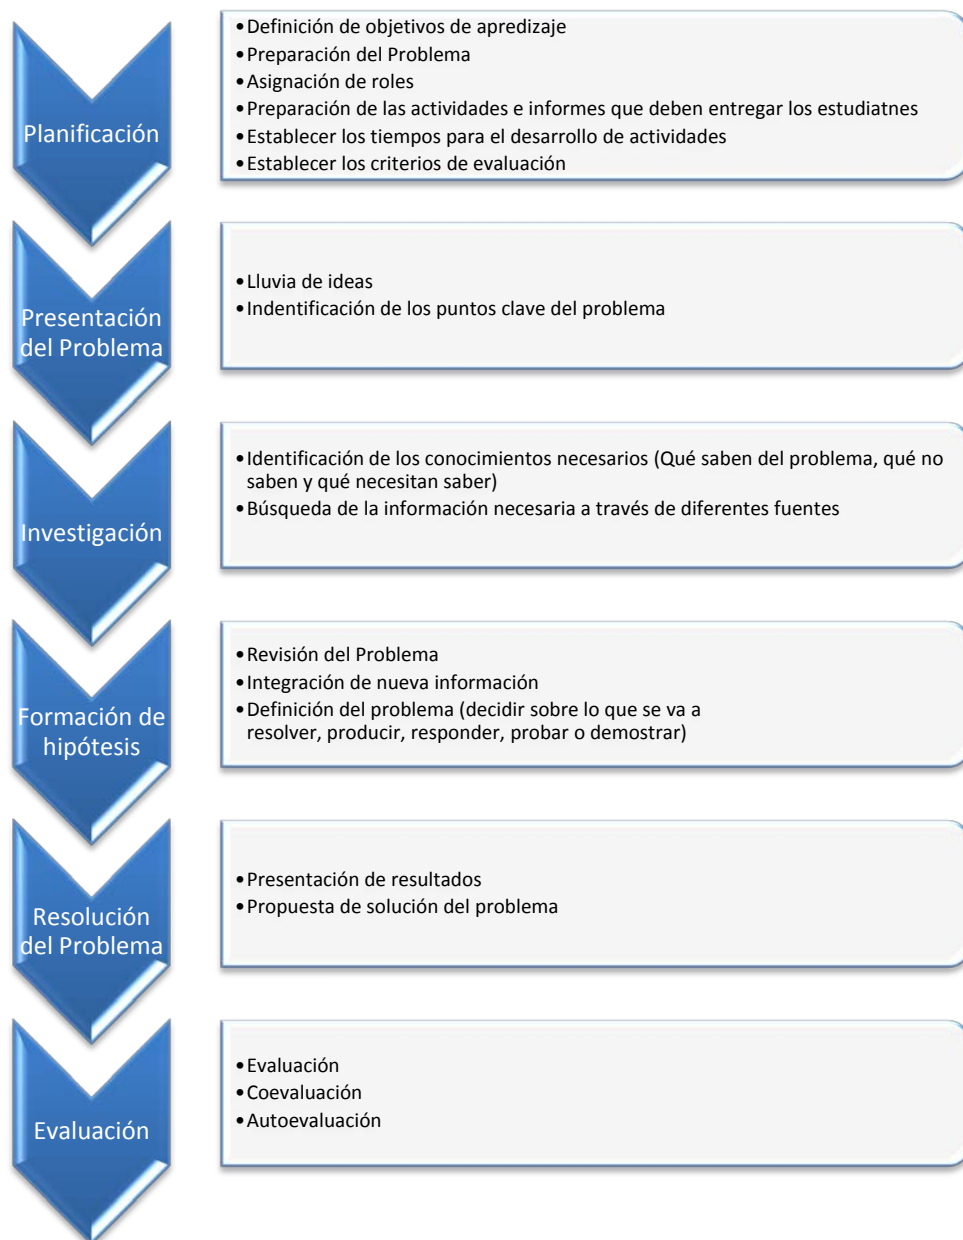 Planificación
•Definición de objetivos de apredizaje
•Preparación del Problema
•Asignación de roles
•Preparación de las actividades e informes que deben entregar los estudiatnes
•Establecer los tiempos para el desarrollo de actividades
•Establecer los criterios de evaluación
Presentación
del Problema
•Lluvia de ideas
•Indentificación de los puntos clave del problema
Investigación
•Identificación de los conocimientos necesarios (Qué saben del problema, qué no
saben y qué necesitan saber)
•Búsqueda de la información necesaria a través de diferentes fuentes
Formación de
hipótesis
•Revisión del Problema
•Integración de nueva información
•Definición del problema (decidir sobre lo que se va a
resolver, producir, responder, probar o demostrar)
Resolución
del Problema
•Presentación de resultados
•Propuesta de solución del problema
Evaluación
•Evaluación
•Coevaluación
•Autoevaluación